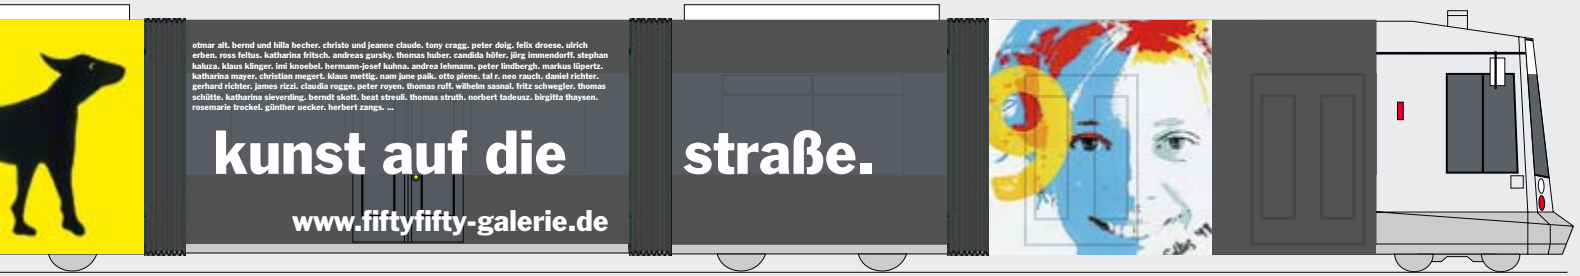 otmar alt. bernd und hilla becher. christo und jeanne claude. tony cragg. peter doig. felix droese. ulrich
erben. ross feltus. katharina fritsch. andreas gursky. thomas huber. candida höfer. jörg immendorff. stephan
kaluza. klaus klinger. imi knoebel. hermann-josef kuhna. andrea lehmann. peter lindbergh. markus lüpertz.
katharina mayer. christian megert. klaus mettig. nam june paik. otto piene. tal r. neo rauch. daniel richter.
gerhard richter. james rizzi. claudia rogge. peter royen. thomas ruff. wilhelm sasnal. fritz schwegler. thomas
schütte. katharina sieverding. berndt skott. beat streuli. thomas struth. norbert tadeusz. birgitta thaysen.
rosemarie trockel. günther uecker. herbert zangs. ...
kunst auf die straße.
www.fiftyfifty-galerie.de
9